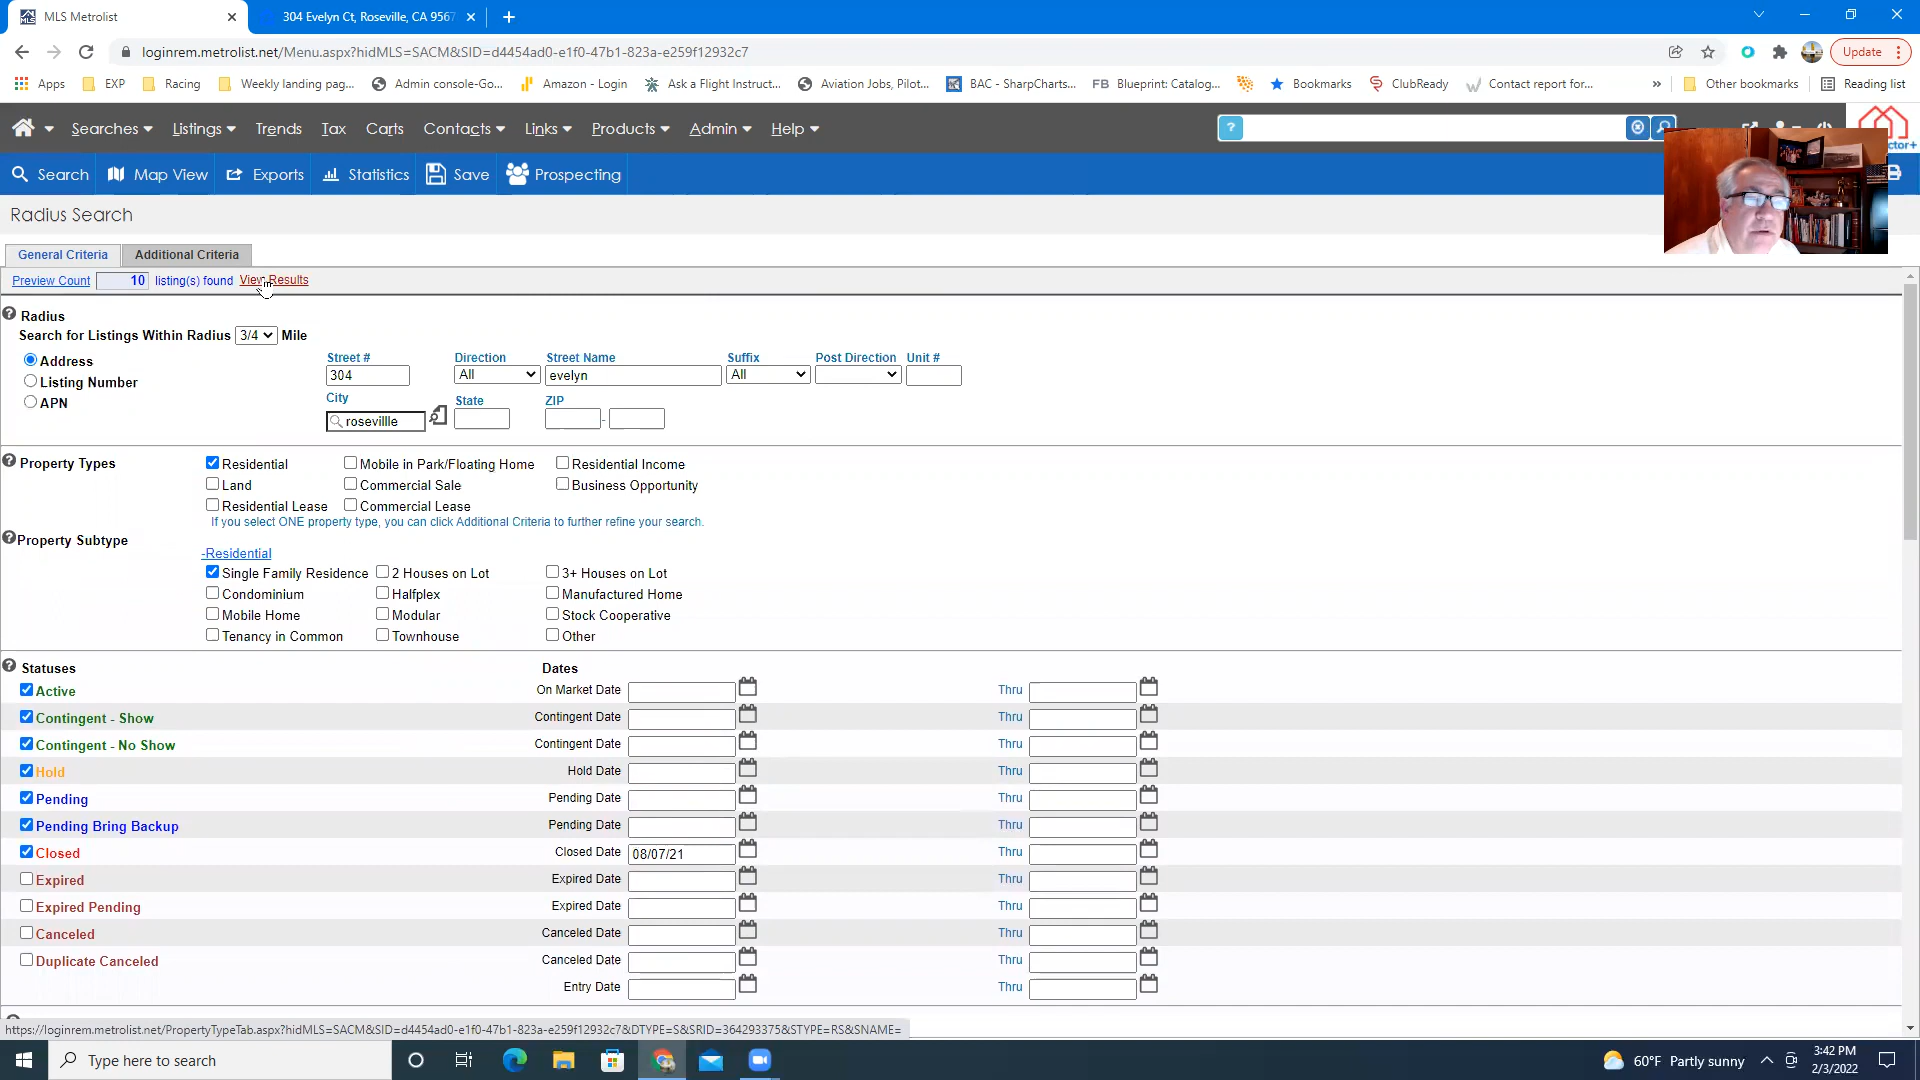 MLS Metrolist
304 Evelyn Ct, Roseville, CA 9567
loginrem.metrolist.net/Menu.aspx?hidMLS=SACM&SID=d4454ad0-e1f0-47b1-823a-e259f12932c7
Update
Apps EXP Racing Weekly landing pag... Admin console-Go... Amazon - Login Ask a Flight Instruct... Aviation Jobs, Pilot... BAC - SharpCharts... FB Blueprint: Catalog... Bookmarks ClubReady Contact report for... » Other bookmarks Reading list
Searches Listings Trends Tax Carts Contacts Links Products Admin Help ?
ctor+
Search Map View Exports Statistics Save Prospecting
Radius Search
General Criteria Additional Criteria
Preview Count 10 listing(s) found View Results
? Radius
Search for Listings Within Radius 3/4 Mile
Address Street # Direction Street Name Suffix Post Direction Unit #
304 All evelyn All
Listing Number
City State ZIP
APN
rosevillle -
? Property Types Residential Mobile in Park/Floating Home Residential Income
Land Commercial Sale Business Opportunity
Residential Lease Commercial Lease
If you select ONE property type, you can click Additional Criteria to further refine your search.
? Property Subtype
-Residential
Single Family Residence 2 Houses on Lot 3+ Houses on Lot
Condominium Halfplex Manufactured Home
Mobile Home Modular Stock Cooperative
Tenancy in Common Townhouse Other
? Statuses Dates
Active On Market Date Thru
Contingent - Show Contingent Date Thru
Contingent - No Show Contingent Date Thru
Hold Hold Date Thru
Pending Pending Date Thru
Pending Bring Backup Pending Date Thru
Closed Closed Date 08/07/21 Thru
Expired Expired Date Thru
Expired Pending Expired Date Thru
Canceled Canceled Date Thru
Duplicate Canceled Canceled Date Thru
Entry Date Thru
https://loginrem.metrolist.net/PropertyTypeTab.aspx?hidMLS=SACM&SID=d4454ad0-e1f0-47b1-823a-e259f12932c7&DTYPE=S&SRID=364293375&STYPE=RS&SNAME=
Type here to search
60°F Partly sunny
3:42 PM
2/3/2022